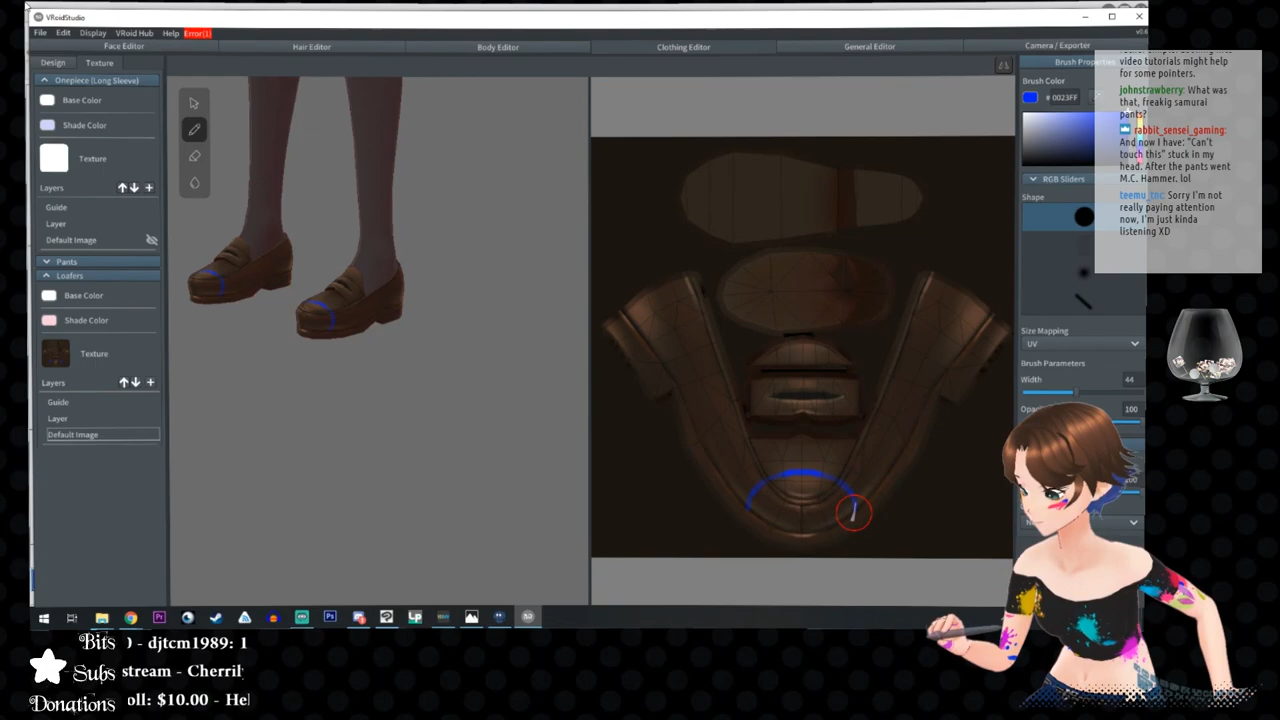 VRoidStudio
File Edit Display VRoid Hub Help Error(1)
v0.6
Face Editor Hair Editor Body Editor Clothing Editor General Editor Camera / Exporter
Design Texture
Onepiece (Long Sleeve)
Base Color
Shade Color
Texture
Layers
Guide
Layer
Default Image
Pants
Loafers
Base Color
Shade Color
Texture
Layers
Guide
Layer
Default Image
Brush Properties
Brush Color
# 0023FF
RGB Sliders
Shape
Size Mapping
UV
Brush Parameters
Width 44
100
video tutorials might help
for some pointers.
johnstrawberry: What was
that, freakig samurai
pants?
rabbit_sensei_gaming:
And now I have: "Can't
touch this" stuck in my
head. After the pants went
M.C. Hammer. lol
teemu_tnc: Sorry I'm not
really paying attention
now, I'm just kinda
listening XD
Bits ) - djtcm1989: 1
Subs stream - Cherril
Donations oll: $10.00 - He